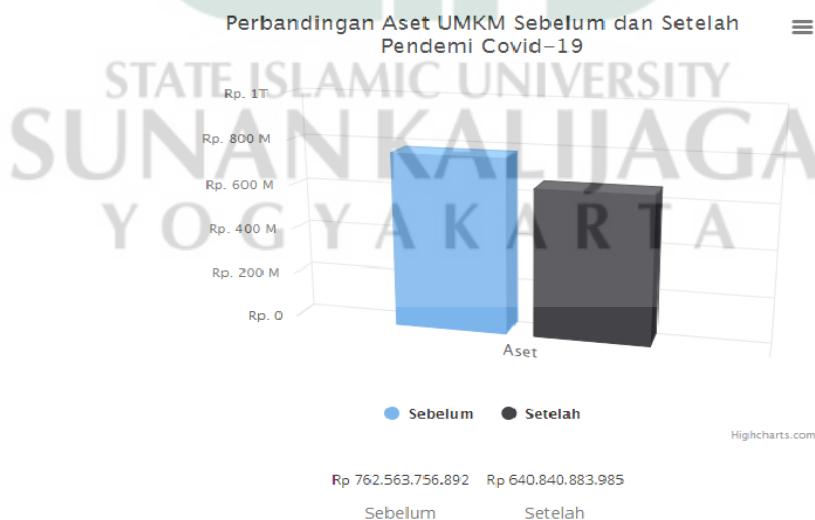 Perbandingan Aset UMKM Sebelum dan Setelah
Pendemi Covid-19
STATE ISLAMIC UNIVERSITY
SUNAN KALIJAGA
YOGYAKARTA
Rp. 1T
Rp. 800 M
Rp. 600 M
Rp. 400 M
Rp. 200 M
Rp. 0
Aset
Sebelum Setelah
Highcharts.com
Rp 762.563.756.892 Rp 640.840.883.985
Sebelum Setelah